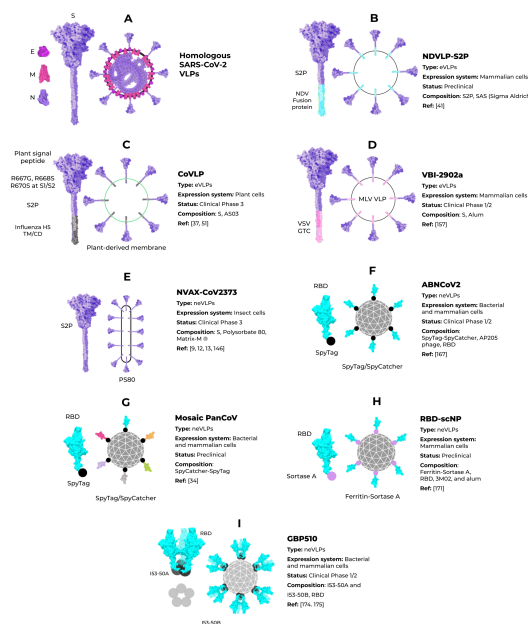 A
S
E
M
N
Homologous
SARS-CoV-2
VLPs
B
S2P
NDV
Fusion
protein
NDVLP-S2P
Type: eVLPs
Expression system: Mammalian cells
Status: Preclinical
Composition: S2P, SAS (Sigma Aldrich
Ref: [41]
C
Plant signal
peptide
R667G, R668S
R670S at S1/S2
S2P
Influenza H5
TM/CD
Plant-derived membrane
CoVLP
Type: eVLPs
Expression system: Plant cells
Status: Clinical Phase 3
Composition: S, AS03
Ref: [37, 51]
D
VSV
GTC
MLV VLP
VBI-2902a
Type: eVLPs
Expression system: Mammalian cells
Status: Clinical Phase 1/2
Composition: S, Alum
Ref: [157]
E
S2P
PS80
NVAX-CoV2373
Type: neVLPs
Expression system: Insect cells
Status: Clinical Phase 3
Composition: S, Polysorbate 80,
Matrix-M ®
Ref: [9, 12, 13, 146]
F
RBD
SpyTag
SpyTag/SpyCatcher
ABNCoV2
Type: neVLPs
Expression system: Bacterial
and mammalian cells
Status: Clinical Phase 1/2
Composition:
SpyTag-SpyCatcher, AP205
phage, RBD
Ref: [167]
G
RBD
SpyTag
SpyTag/SpyCatcher
Mosaic PanCoV
Type: neVLPs
Expression system: Bacterial
and mammalian cells
Status: Preclinical
Composition:
SpyCatcher-SpyTag
Ref: [34]
H
RBD
Sortase A
Ferritin-Sortase A
RBD-scNP
Type: neVLPs
Expression system:
Mammalian cells
Status: Preclinical
Composition:
Ferritin-Sortase A,
RBD, 3M02, and alum
Ref: [171]
I
RBD
I53-50A
I53-50B
GBP510
Type: neVLPs
Expression system: Bacterial
and mammalian cells
Status: Clinical Phase 1/2
Composition: I53-50A and
I53-50B, RBD
Ref: [174, 175]